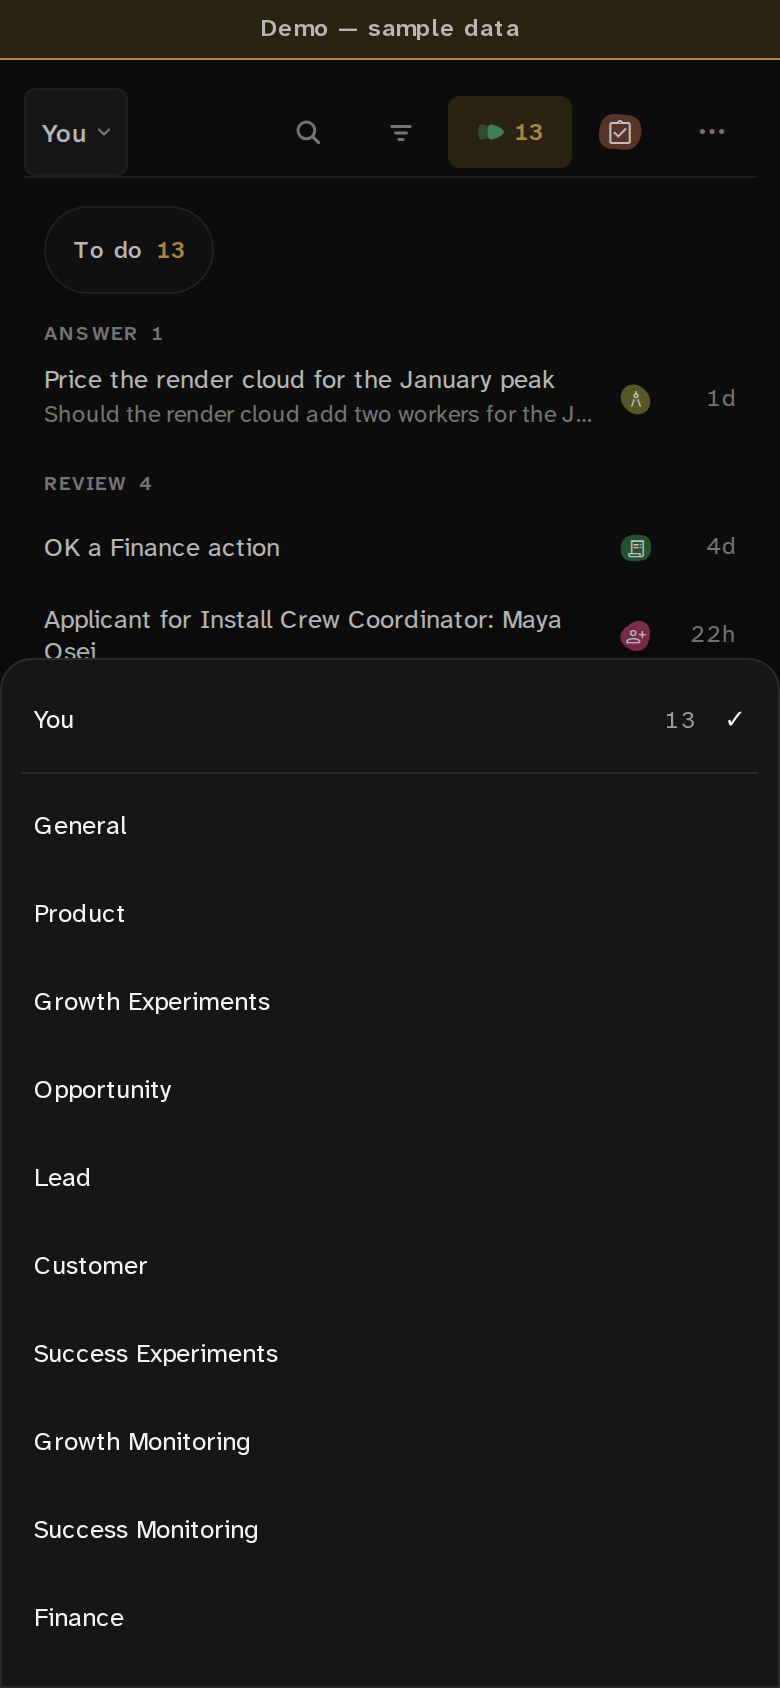 Demo — sample data
You
13
To do 13
ANSWER 1
Price the render cloud for the January peak
Should the render cloud add two workers for the J…
1d
REVIEW 4
OK a Finance action
4d
Applicant for Install Crew Coordinator: Maya
Osei
22h
You 13 ✓
General
Product
Growth Experiments
Opportunity
Lead
Customer
Success Experiments
Growth Monitoring
Success Monitoring
Finance